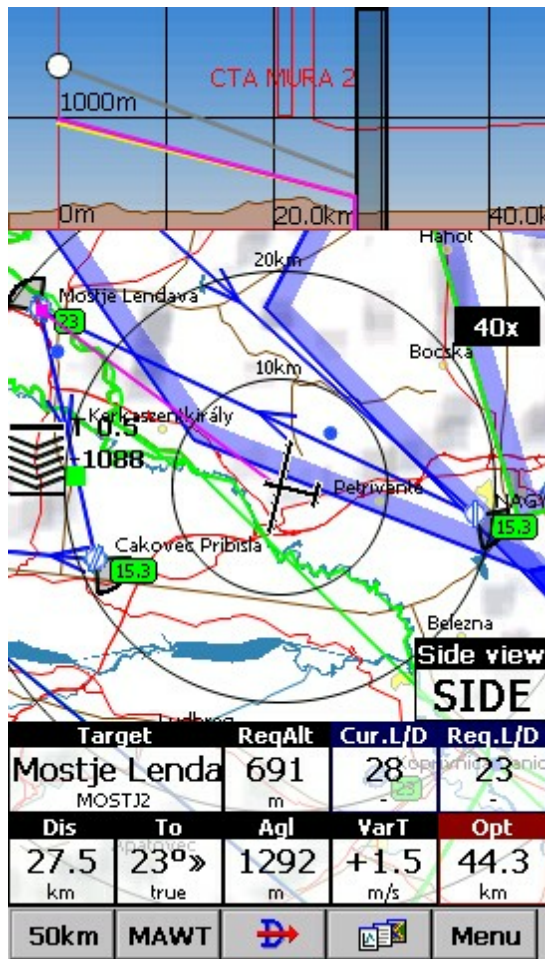 CTA MURA 2
1000m
0m
20.0km
40.0k
Hahot
20km
Mostje Lendava
23
40x
Bocska
10km
Kerkaszentkirály
0.5
-1088
Petrivente
NAGY
15.3
Cakovec Pribisla
15.3
Belezna
Side view
SIDE
Target
ReqAlt
Cur.L/D
Req.L/D
Mostje Lenda
691
28
23
MOSTJ2
m
-
-
23
Dis
To
Agl
VarT
Opt
27.5
23°»
1292
+1.5
44.3
km
true
m
m/s
km
50km
MAWT
D
Menu